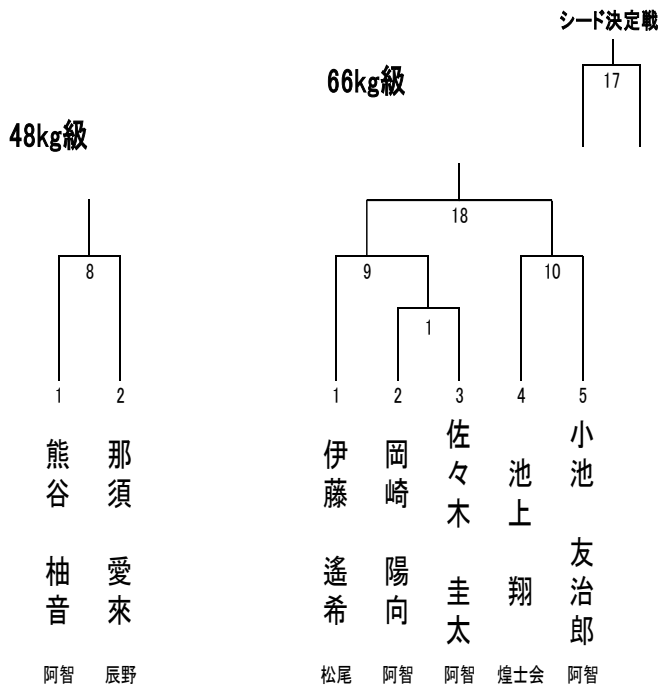 シード決定戦
17
66kg級
48kg級
18
8
9
10
1
1
2
1
2
3
4
5
熊谷 柚音
那須 愛來
伊藤 遙希
岡崎 陽向
佐々木 圭太
池上 翔
小池 友治郎
阿智
辰野
松尾
阿智
阿智
煌士会
阿智